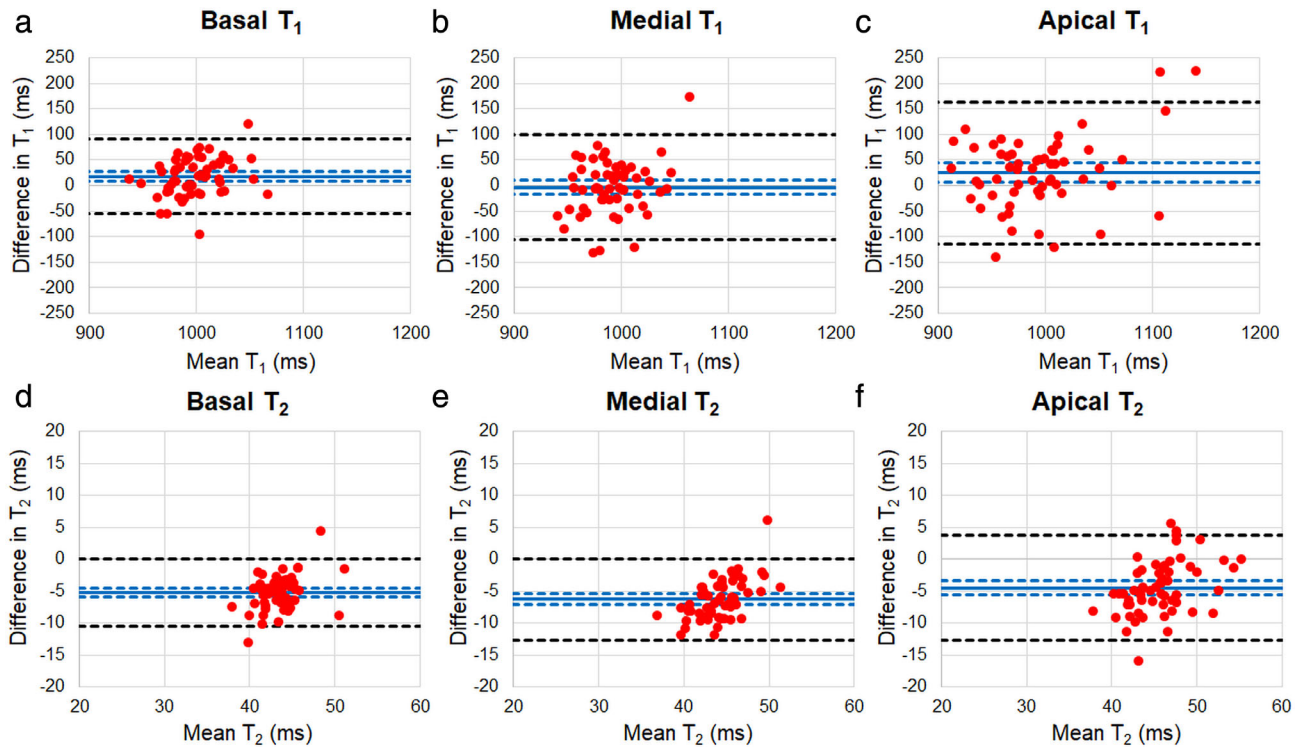 a Basal T₁
250
200
150
100
50
0
-50
-100
-150
-200
-250
Difference in T₁ (ms)
900 1000 1100 1200
Mean T₁ (ms)
b Medial T₁
250
200
150
100
50
0
-50
-100
-150
-200
-250
Difference in T₁ (ms)
900 1000 1100 1200
Mean T₁ (ms)
c Apical T₁
250
200
150
100
50
0
-50
-100
-150
-200
-250
Difference in T₁ (ms)
900 1000 1100 1200
Mean T₁ (ms)
d Basal T₂
20
15
10
5
0
-5
-10
-15
-20
Difference in T₂ (ms)
20 30 40 50 60
Mean T₂ (ms)
e Medial T₂
20
15
10
5
0
-5
-10
-15
-20
Difference in T₂ (ms)
20 30 40 50 60
Mean T₂ (ms)
f Apical T₂
20
15
10
5
0
-5
-10
-15
-20
Difference in T₂ (ms)
20 30 40 50 60
Mean T₂ (ms)